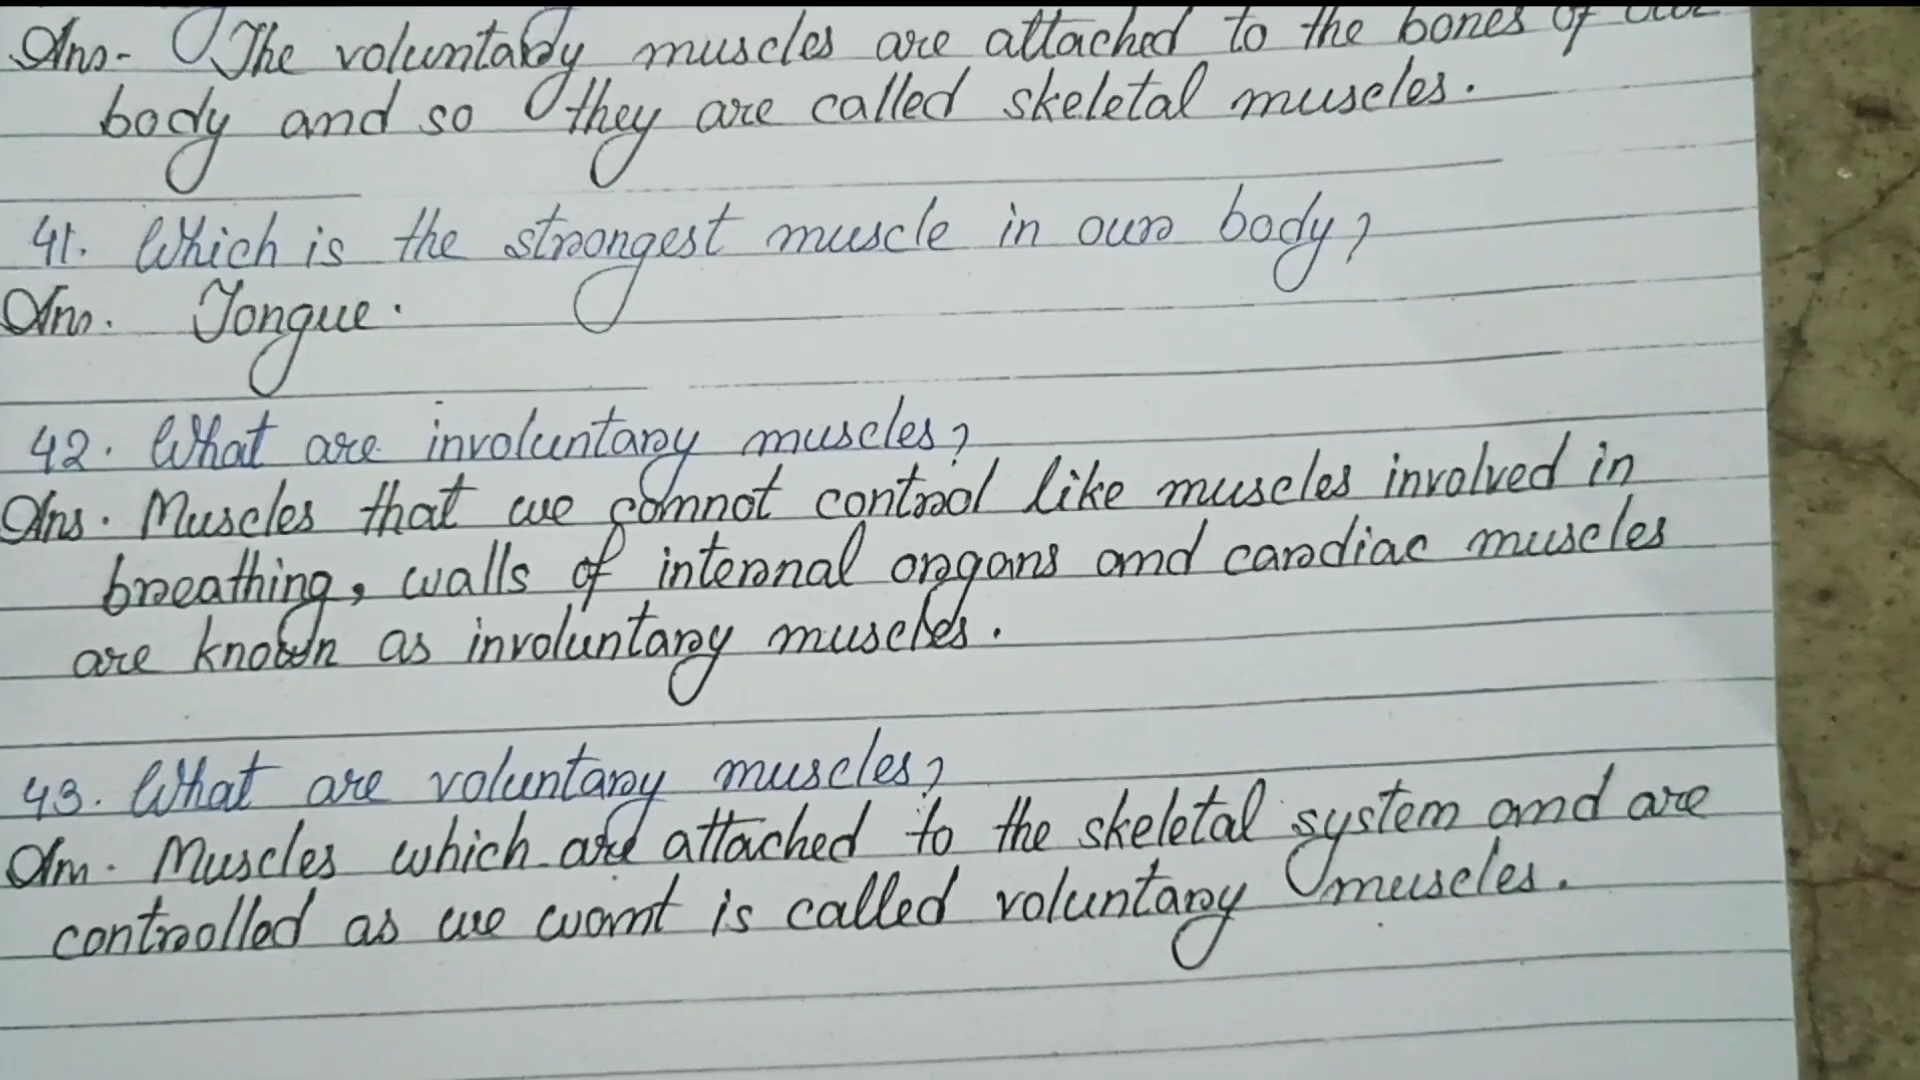 Ans- The voluntary muscles are attached to the bones of our
body and so they are called skeletal muscles.
41. Which is the strongest muscle in our body?
Ans. Tongue.
42. What are involuntary muscles?
Ans. Muscles that we cannot control like muscles involved in
breathing, walls of internal organs and cardiac muscles
are known as involuntary muscles.
43. What are voluntary muscles?
Ans. Muscles which are attached to the skeletal system and are
controlled as we want is called voluntary muscles.